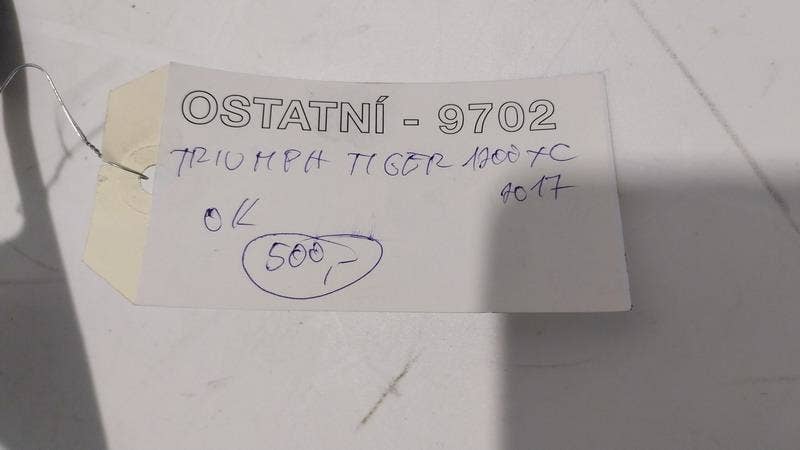 OSTATNÍ - 9702
TRIUMPH TIGER 1200 XC
2017
OK
500,-